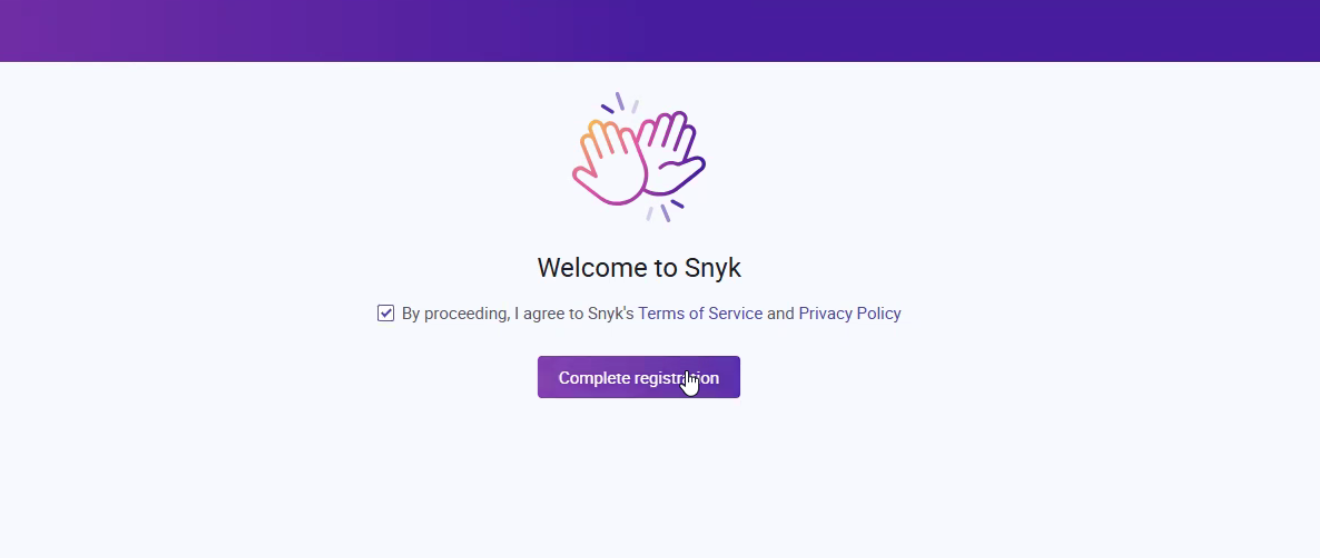 Welcome to Snyk
By proceeding, I agree to Snyk's Terms of Service and Privacy Policy
Complete registration